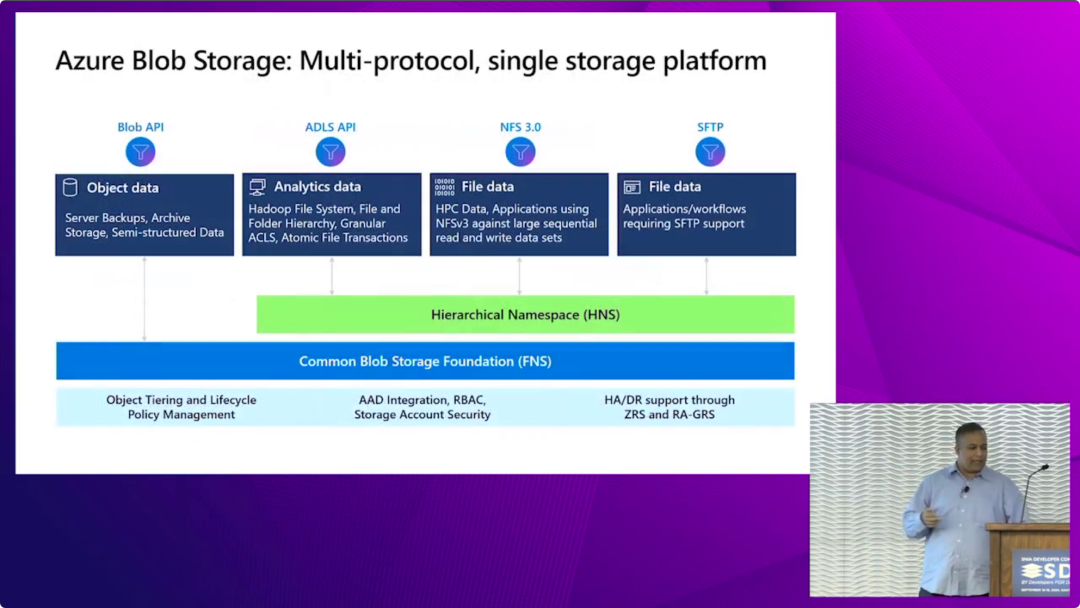 Azure Blob Storage: Multi-protocol, single storage platform
Blob API
Object data
Server Backups, Archive
Storage, Semi-structured Data
ADLS API
Analytics data
Hadoop File System, File and
Folder Hierarchy, Granular
ACLS, Atomic File Transactions
NFS 3.0
File data
HPC Data, Applications using
NFSv3 against large sequential
read and write data sets
SFTP
File data
Applications/workflows
requiring SFTP support
Hierarchical Namespace (HNS)
Common Blob Storage Foundation (FNS)
Object Tiering and Lifecycle
Policy Management
AAD Integration, RBAC,
Storage Account Security
HA/DR support through
ZRS and RA-GRS
SNIA DEVELOPER
SD
BY Developers FOR